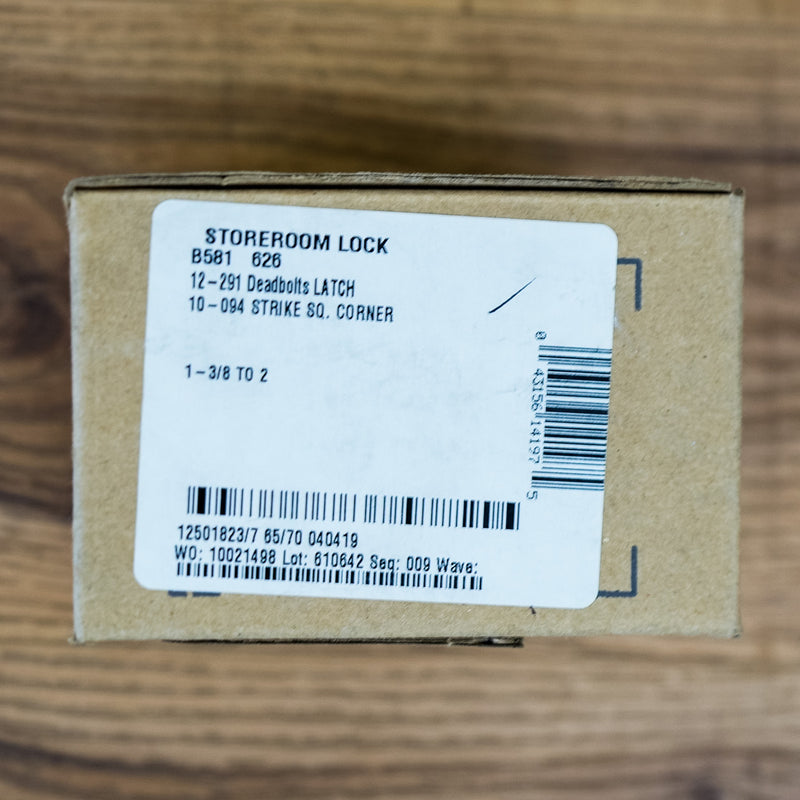 STOREROOM LOCK
B581 626
12-291 Deadbolts LATCH
10-094 STRIKE SQ. CORNER
1-3/8 TO 2
0 43156 14197 5
12501823/7 65/70 040419
WO: 10021498 Lot: 610642 Seq: 009 Wave: